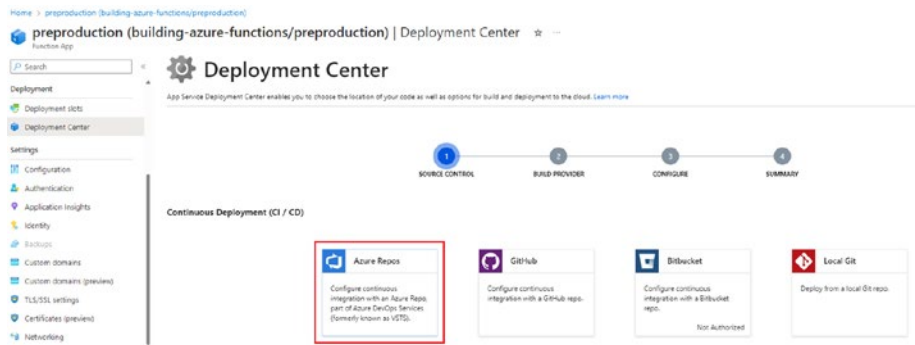 Home > preproduction (building-azure-functions/preproduction)
preproduction (building-azure-functions/preproduction) | Deployment Center
Function App
Search
Deployment
Deployment slots
Deployment Center
Settings
Configuration
Authentication
Application Insights
Identity
Backups
Custom domains
Custom domains (preview)
TLS/SSL settings
Certificates (preview)
Networking
Deployment Center
App Service Deployment Center enables you to choose the location of your code as well as options for build and deployment to the cloud. Learn more
1
2
3
4
SOURCE CONTROL
BUILD PROVIDER
CONFIGURE
SUMMARY
Continuous Deployment (CI / CD)
Azure Repos
Configure continuous
integration with an Azure Repo,
part of Azure DevOps Services
(formerly known as VSTS).
GitHub
Configure continuous
integration with a GitHub repo.
Bitbucket
Configure continuous
integration with a Bitbucket
repo.
Not Authorized
Local Git
Deploy from a local Git repo.